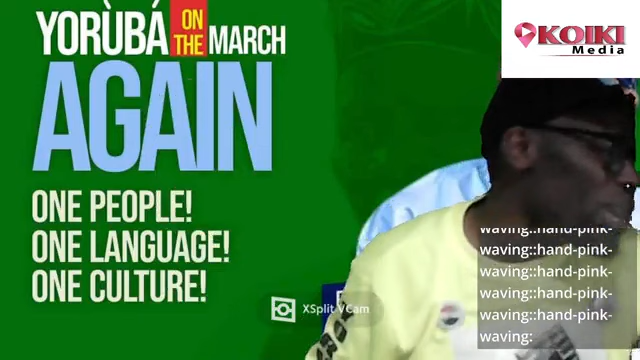 YORÙBÁ ON THE MARCH
AGAIN
ONE PEOPLE!
ONE LANGUAGE!
ONE CULTURE!
KOIKI
Media
XSplit VCam
waving::hand-pink-
waving::hand-pink-
waving::hand-pink-
waving::hand-pink-
waving::hand-pink-
waving: